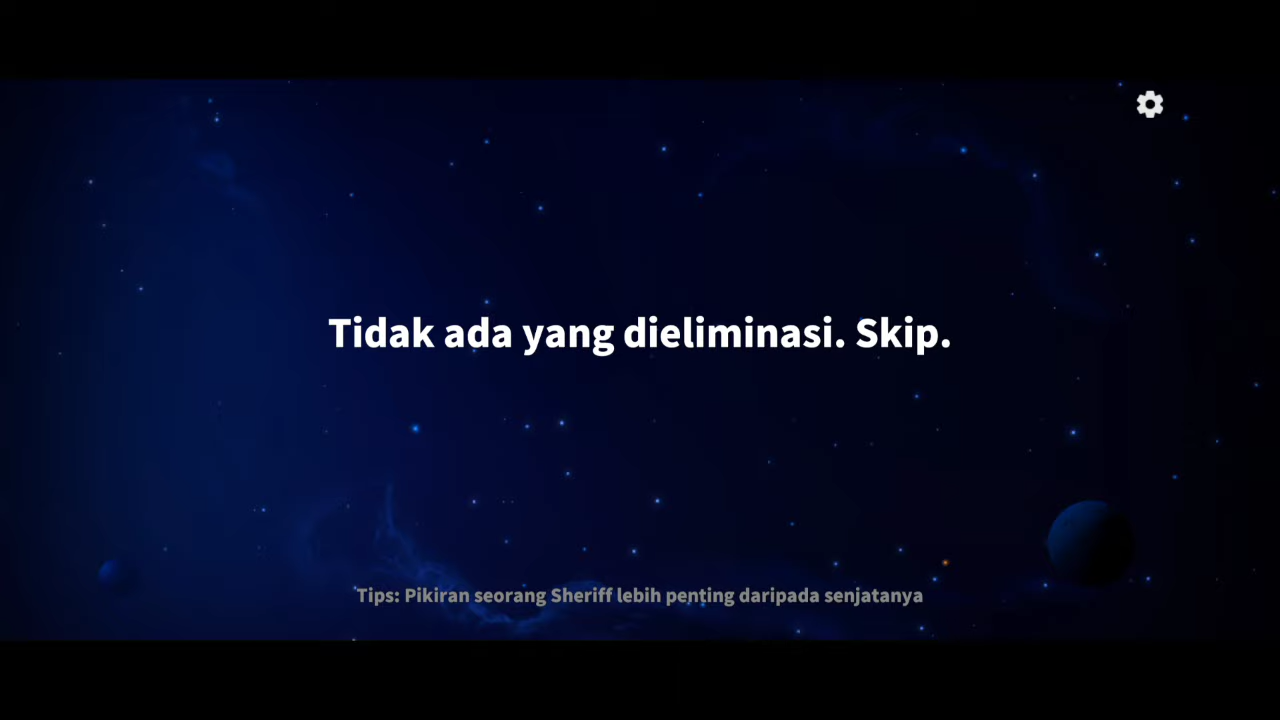 Tidak ada yang dieliminasi. Skip.
Tips: Pikiran seorang Sheriff lebih penting daripada senjatanya